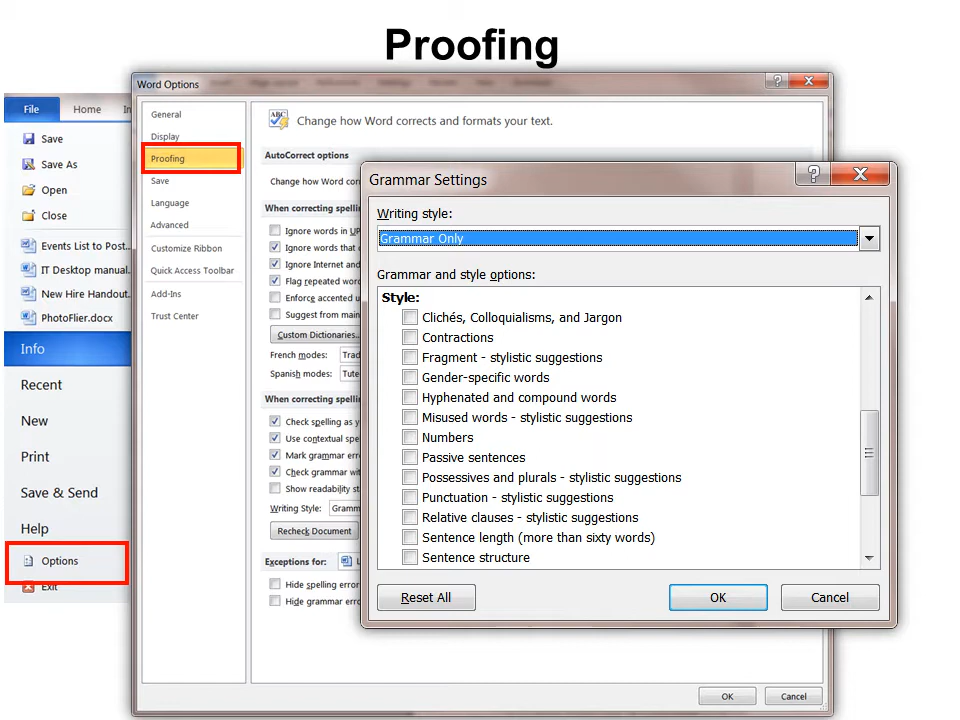 Proofing
Word Options
File Home
Save
Save As
Open
Close
Events List to Post...
IT Desktop manual.
New Hire Handout.
PhotoFlier.docx
Info
Recent
New
Print
Save & Send
Help
Options
Exit
General
Display
Proofing
Save
Language
Advanced
Customize Ribbon
Quick Access Toolbar
Add-Ins
Trust Center
Change how Word corrects and formats your text.
AutoCorrect options
Change how Word
When correcting
Ignore words in
Ignore words that
Ignore Internet and
Flag repeated
Enforce accented
Suggest from main
Custom Dictionaries...
French modes:
Spanish modes:
When correcting
Check spelling as
Use contextual
Mark grammar
Check grammar
Show readability
Writing Style:
Recheck Document
Exceptions for:
Hide spelling
Hide grammar
OK Cancel
Grammar Settings
Writing style:
Grammar Only
Grammar and style options:
Style:
Clichés, Colloquialisms, and Jargon
Contractions
Fragment - stylistic suggestions
Gender-specific words
Hyphenated and compound words
Misused words - stylistic suggestions
Numbers
Passive sentences
Possessives and plurals - stylistic suggestions
Punctuation - stylistic suggestions
Relative clauses - stylistic suggestions
Sentence length (more than sixty words)
Sentence structure
Reset All OK Cancel